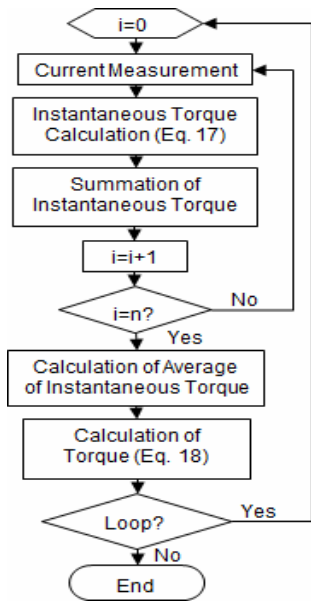 i=0
Current Measurement
Instantaneous Torque
Calculation (Eq. 17)
Summation of
Instantaneous Torque
i=i+1
i=n?
No
Yes
Calculation of Average
of Instantaneous Torque
Calculation of
Torque (Eq. 18)
Loop?
Yes
No
End